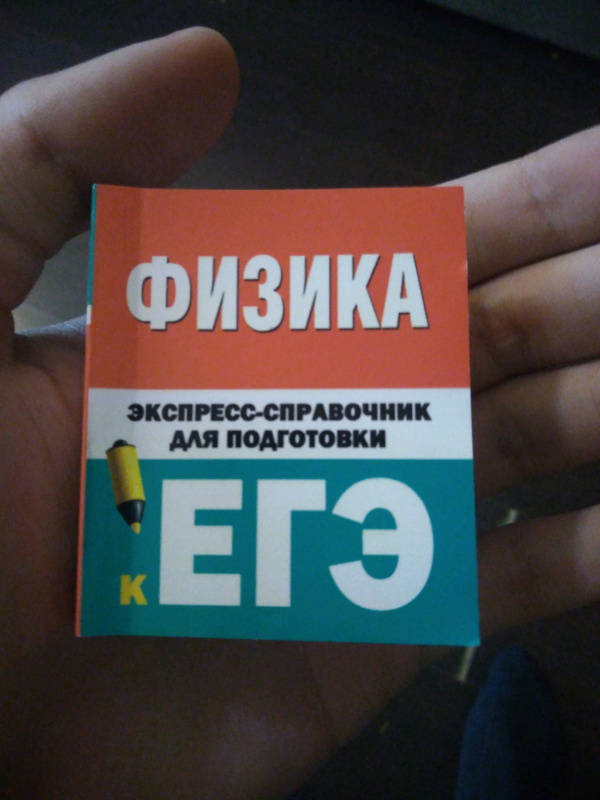 ФИЗИКА
ЭКСПРЕСС-СПРАВОЧНИК
ДЛЯ ПОДГОТОВКИ
К ЕГЭ